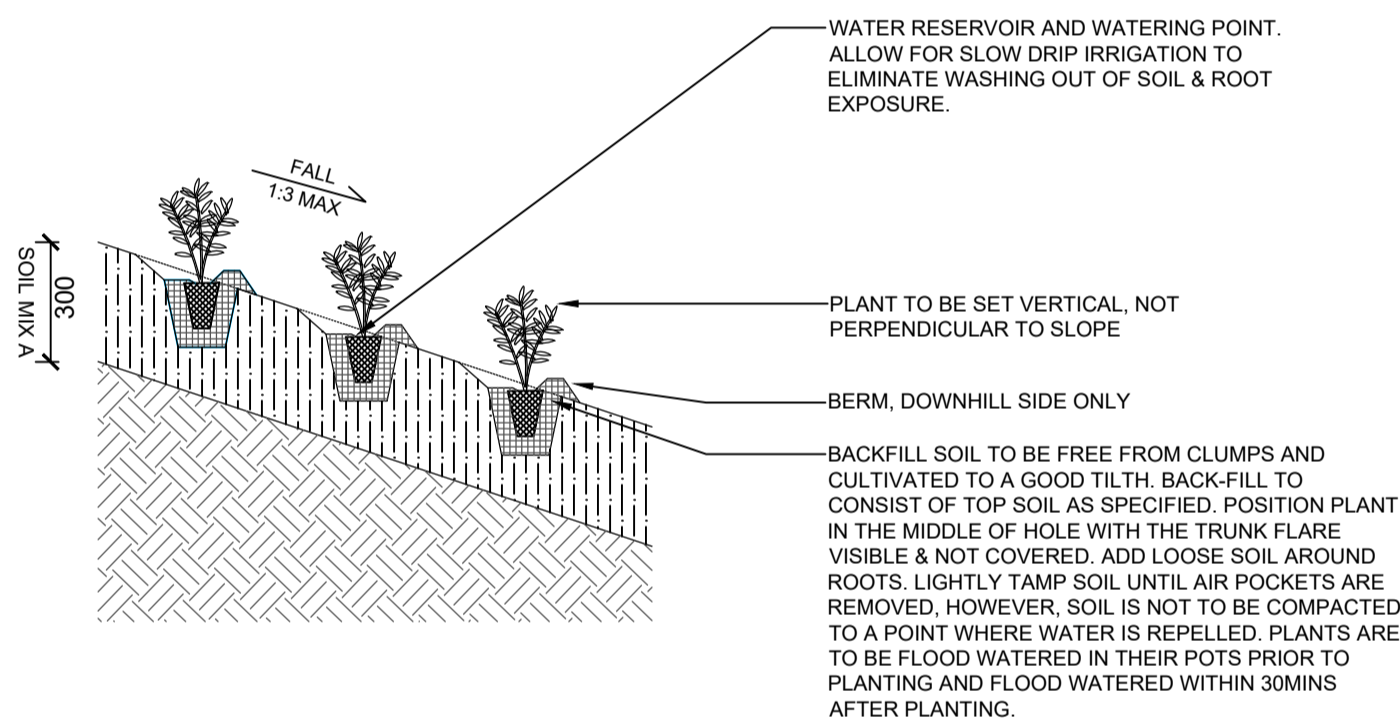 WATER RESERVOIR AND WATERING POINT.
ALLOW FOR SLOW DRIP IRRIGATION TO
ELIMINATE WASHING OUT OF SOIL & ROOT
EXPOSURE.
FALL
1:3 MAX
SOIL MIX A
300
PLANT TO BE SET VERTICAL, NOT
PERPENDICULAR TO SLOPE
BERM, DOWNHILL SIDE ONLY
BACKFILL SOIL TO BE FREE FROM CLUMPS AND
CULTIVATED TO A GOOD TILTH. BACK-FILL TO
CONSIST OF TOP SOIL AS SPECIFIED. POSITION PLANT
IN THE MIDDLE OF HOLE WITH THE TRUNK FLARE
VISIBLE & NOT COVERED. ADD LOOSE SOIL AROUND
ROOTS. LIGHTLY TAMP SOIL UNTIL AIR POCKETS ARE
REMOVED, HOWEVER, SOIL IS NOT TO BE COMPACTED
TO A POINT WHERE WATER IS REPELLED. PLANTS ARE
TO BE FLOOD WATERED IN THEIR POTS PRIOR TO
PLANTING AND FLOOD WATERED WITHIN 30MINS
AFTER PLANTING.